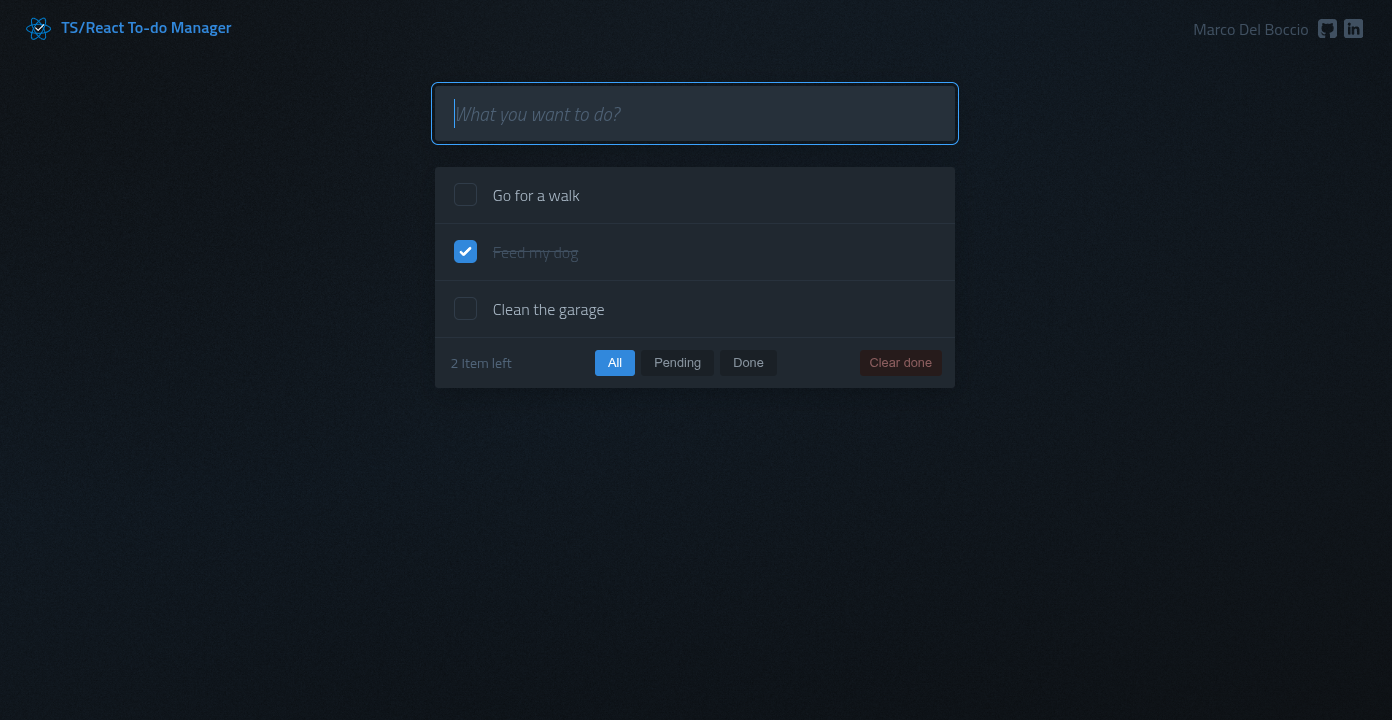 TS/React To-do Manager
Marco Del Boccio
What you want to do?
Go for a walk
Feed my dog
Clean the garage
2 Item left
All
Pending
Done
Clear done